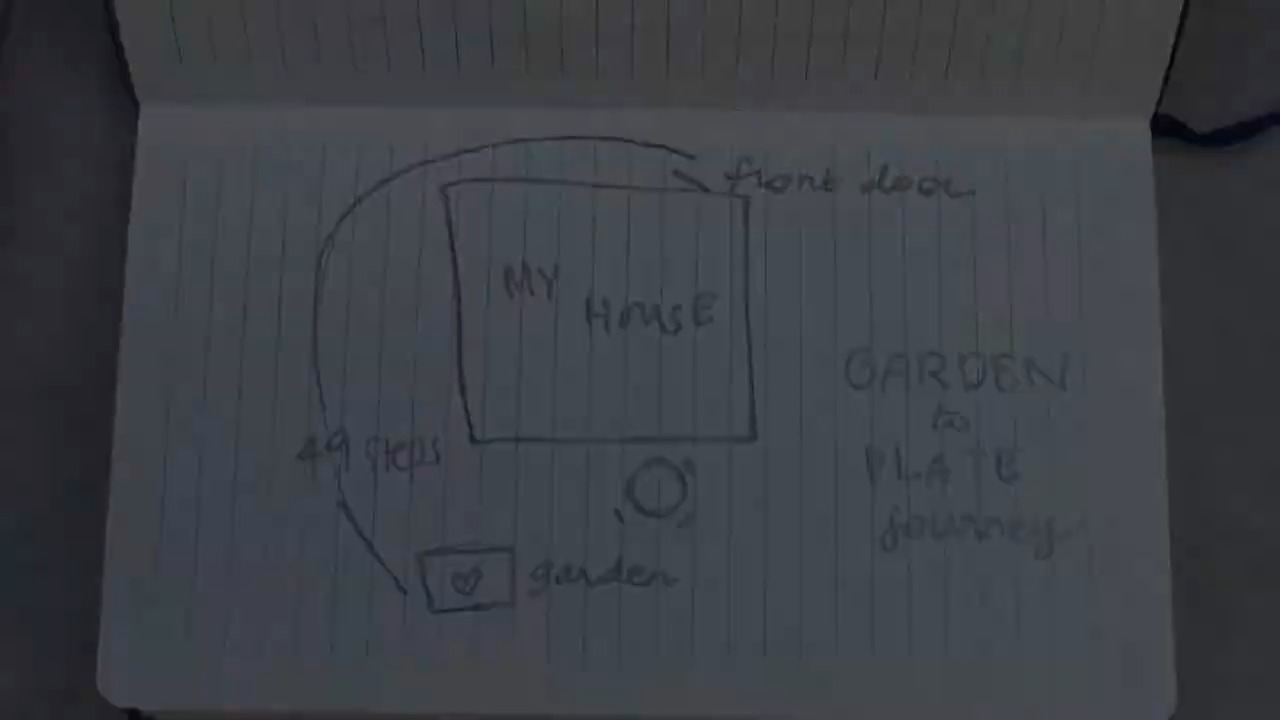 front door
MY
HousE
GARDEN
to
PLATE
journey
49 steps
garden